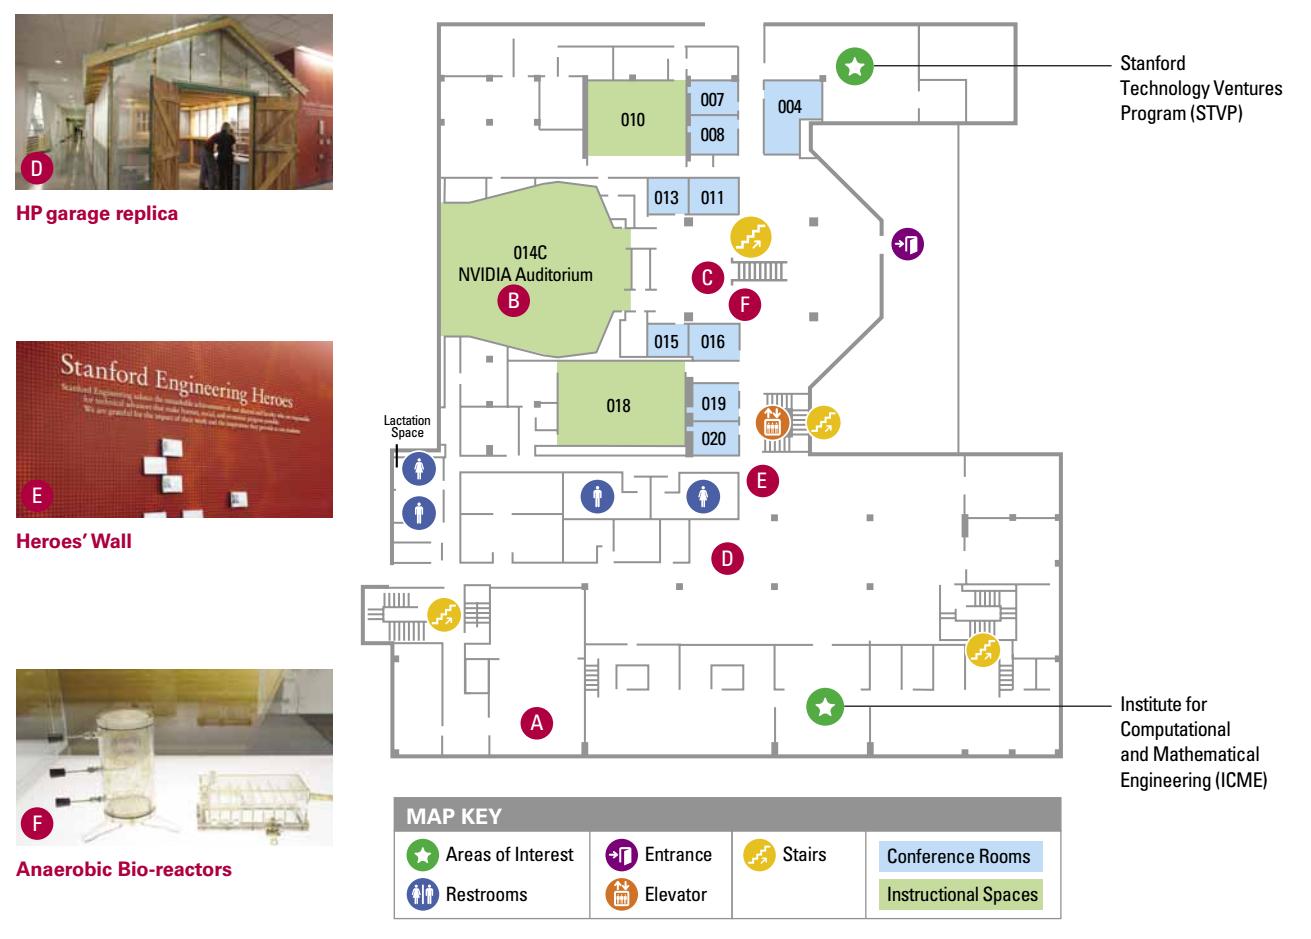 D
HP garage replica
Stanford Engineering Heroes
E
Heroes' Wall
F
Anaerobic Bio-reactors
Stanford
Technology Ventures
Program (STVP)
007
004
010
008
013
011
014C
NVIDIA Auditorium
B
C
F
015
016
018
019
020
Lactation
Space
E
D
A
Institute for
Computational
and Mathematical
Engineering (ICME)
MAP KEY
Areas of Interest
Entrance
Stairs
Conference Rooms
Restrooms
Elevator
Instructional Spaces